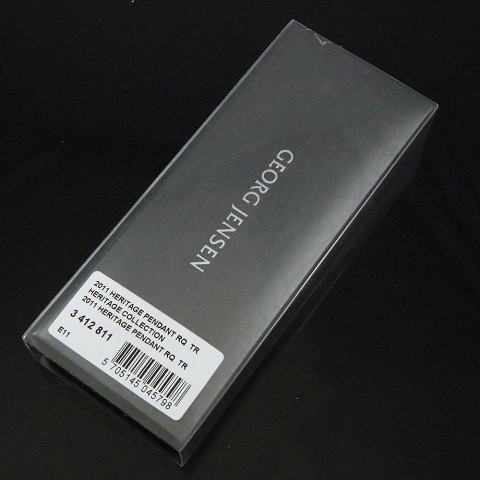 GEORG JENSEN
2011 HERITAGE PENDANT RQ TR
HERITAGE COLLECTION
2011 HERITAGE PENDANT RQ TR
3 412 811
E11
5 705145 045798